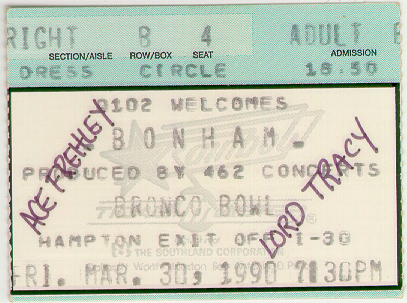 RIGHT B 4 ADULT
SECTION/AISLE ROW/BOX SEAT ADMISSION
DRESS CIRCLE 18.50
Q102 WELCOMES
BONHAM
PRODUCED BY 462 CONCERTS
BRONCO BOWL
HAMPTON EXIT OFF I-30
THE SOUTHLAND CORPORATION
FRI. MAR. 30, 1990 7:30PM
ACE FREHLEY
LORD TRACY